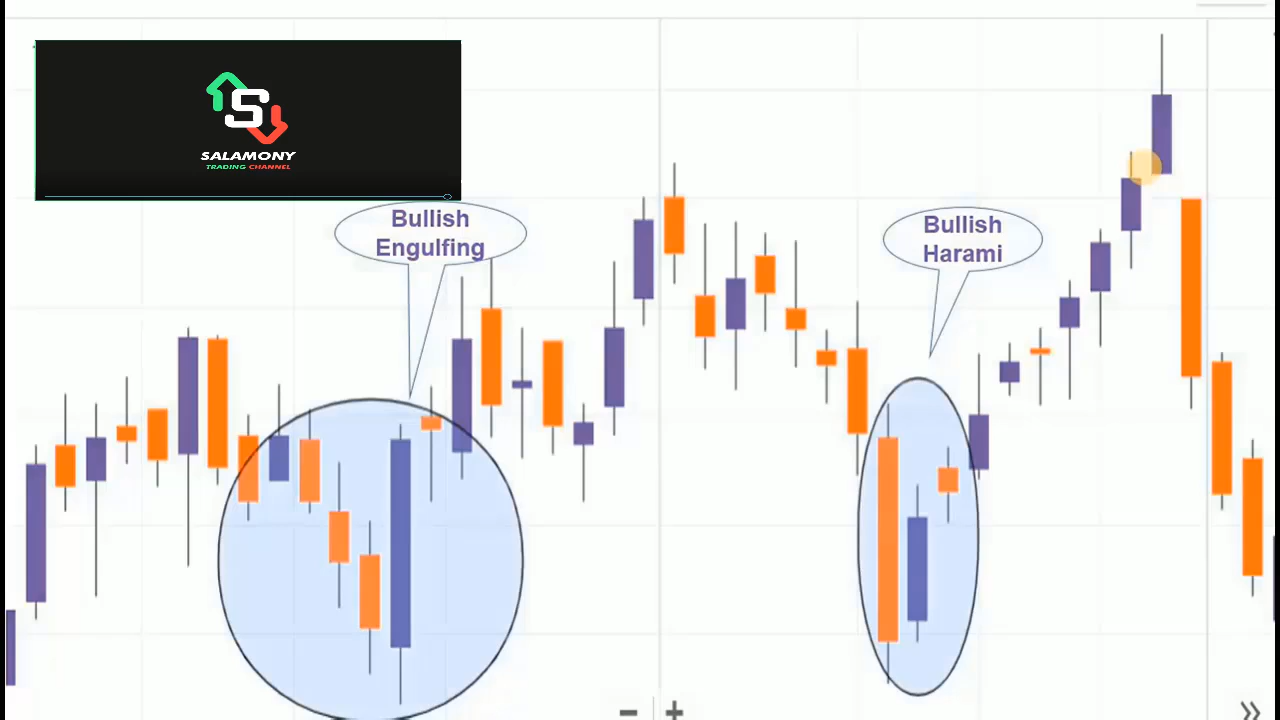 SALAMONY
TRADING CHANNEL
Bullish
Engulfing
Bullish
Harami